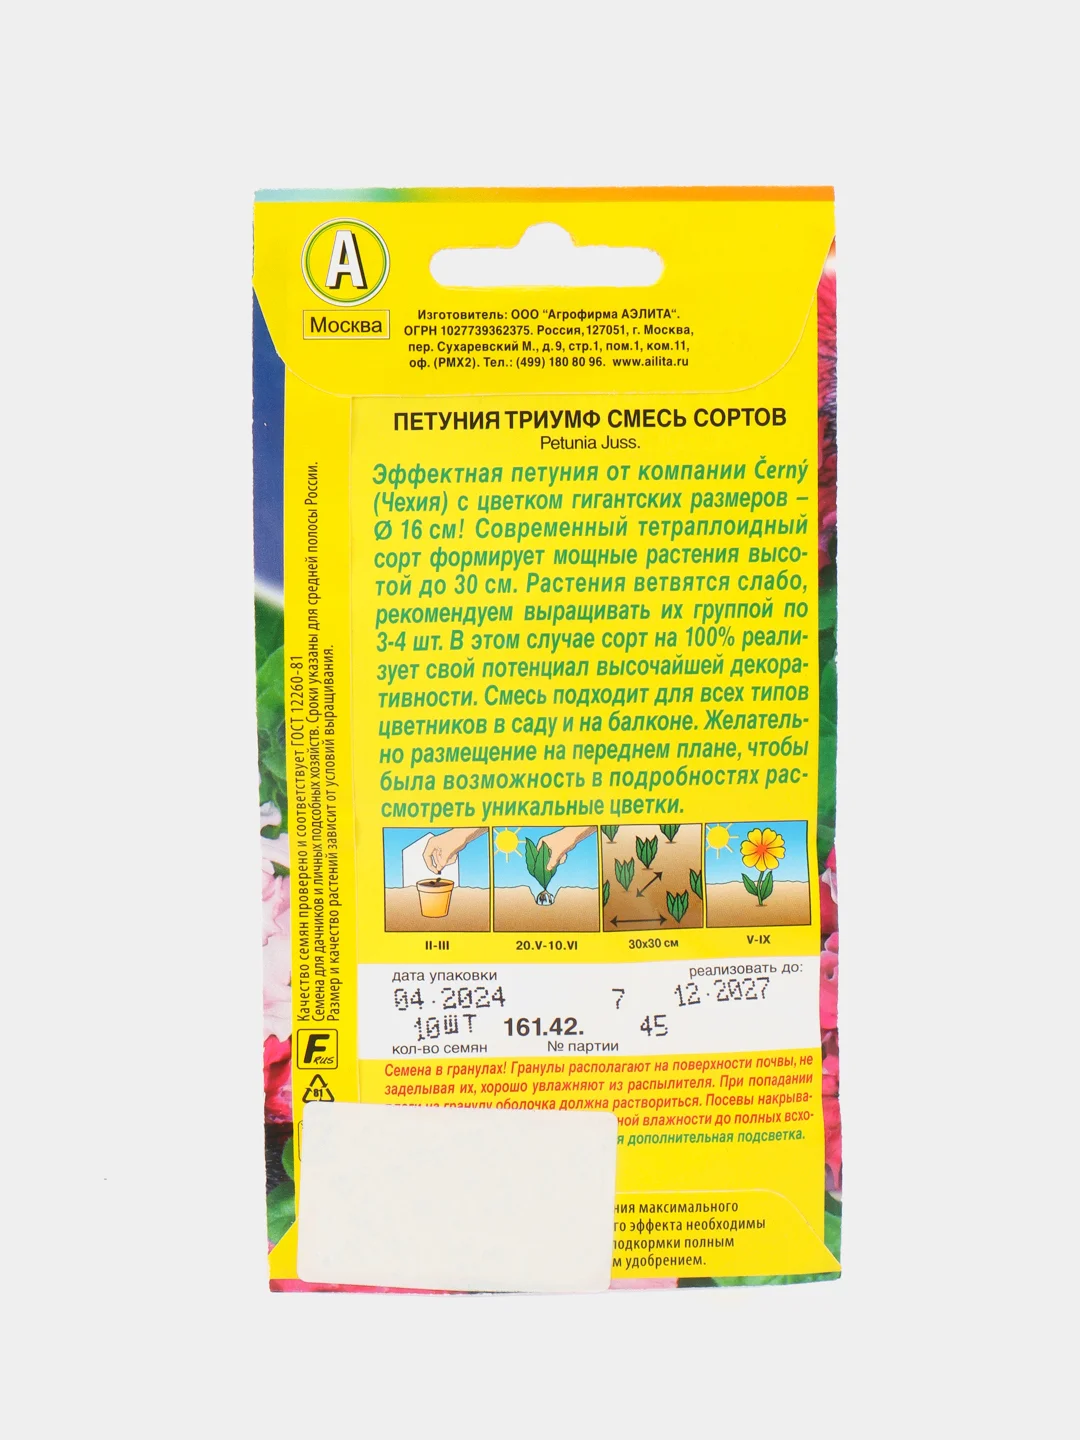 А
Москва
Изготовитель: ООО "Агрофирма АЭЛИТА".
ОГРН 1027739362375. Россия,127051, г. Москва,
пер. Сухаревский М., д.9, стр.1, пом.1, ком.11,
оф. (РМХ2). Тел.: (499) 180 80 96. www.ailita.ru
ПЕТУНИЯ ТРИУМФ СМЕСЬ СОРТОВ
Petunia Juss.
Эффектная петуния от компании Černý
(Чехия) с цветком гигантских размеров –
Ø 16 см! Современный тетраплоидный
сорт формирует мощные растения высо-
той до 30 см. Растения ветвятся слабо,
рекомендуем выращивать их группой по
3-4 шт. В этом случае сорт на 100% реали-
зует свой потенциал высочайшей декора-
тивности. Смесь подходит для всех типов
цветников в саду и на балконе. Желатель-
но размещение на переднем плане, чтобы
была возможность в подробностях рас-
смотреть уникальные цветки.
II-III
20.V-10.VI
30x30 см
V-IX
дата упаковки
реализовать до:
04.2024 7 12.2027
10шт 161.42. 45
кол-во семян № партии
Семена в гранулах! Гранулы располагают на поверхности почвы, не
заделывая их, хорошо увлажняют из распылителя. При попадании
на гранулу оболочка должна раствориться. Посевы накрыва-
ной влажности до полных всхо-
я дополнительная подсветка.
ния максимального
го эффекта необходимы
подкормки полным
м удобрением.
Качество семян проверено и соответствует ГОСТ 12260-81
Семена для дачников и личных подсобных хозяйств. Сроки указаны для средней полосы России.
Размер и качество растений зависит от условий выращивания.
F RUS
81